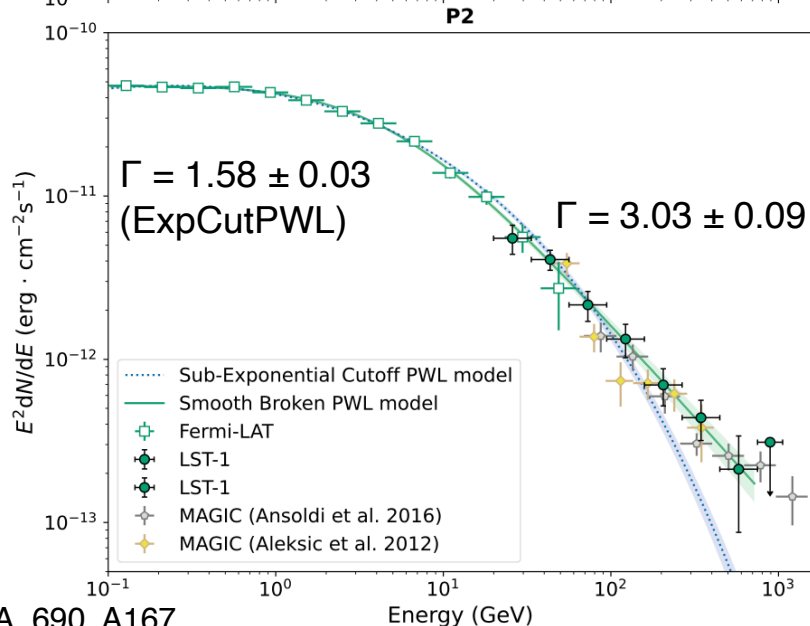 P2
10⁻¹⁰
Γ = 1.58 ± 0.03
(ExpCutPWL)
10⁻¹¹
Γ = 3.03 ± 0.09
E²dN/dE (erg · cm⁻²s⁻¹)
10⁻¹²
Sub-Exponential Cutoff PWL model
Smooth Broken PWL model
Fermi-LAT
LST-1
LST-1
MAGIC (Ansoldi et al. 2016)
MAGIC (Aleksic et al. 2012)
10⁻¹³
10⁻¹ 10⁰ 10¹ 10² 10³
Energy (GeV)
690 A167